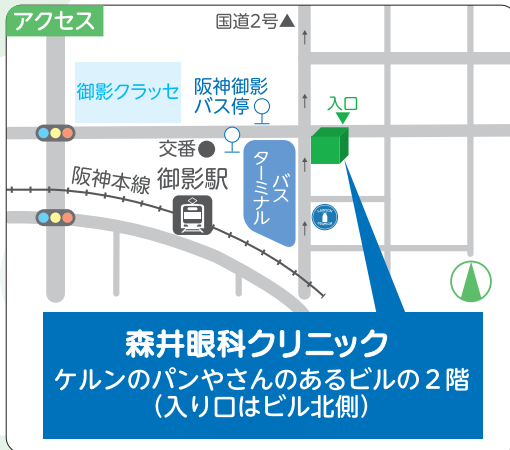 アクセス
国道2号▲
御影クラッセ
阪神御影
バス停
入口
交番
阪神本線
御影駅
バス
ターミナル
森井眼科クリニック
ケルンのパンやさんのあるビルの2階
(入り口はビル北側)